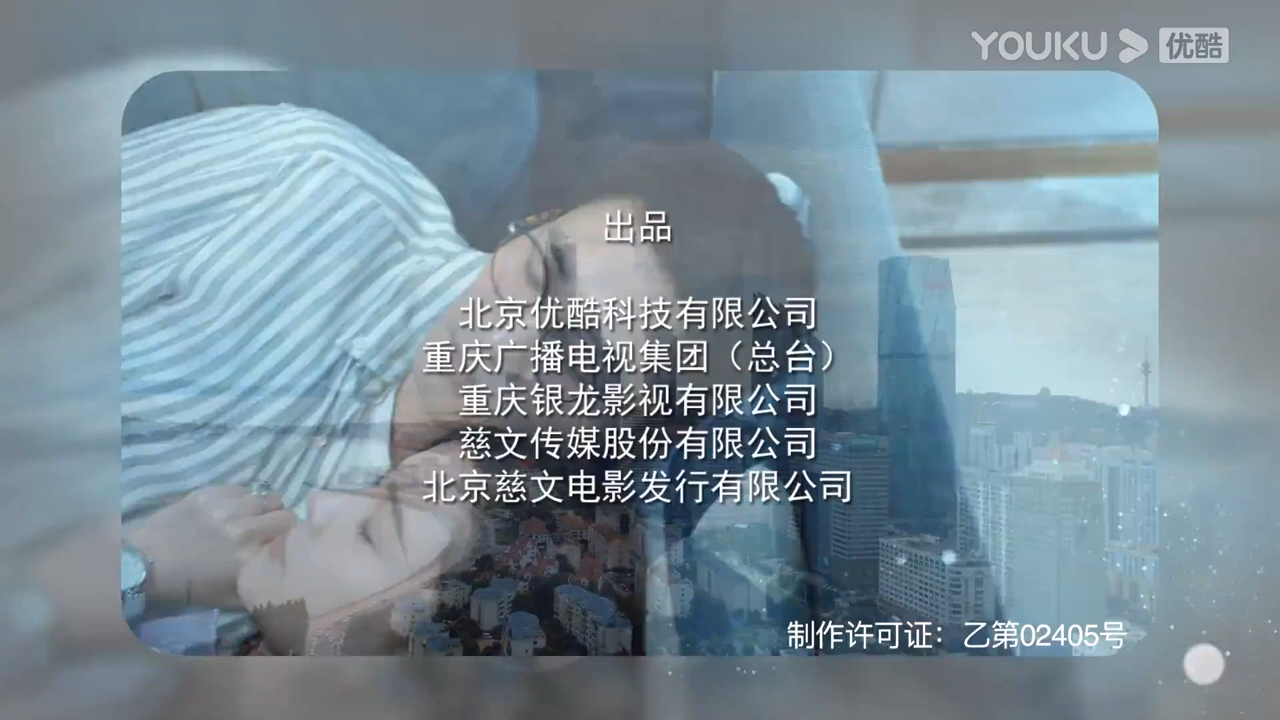 YOUKU 优酷
出品
北京优酷科技有限公司
重庆广播电视集团（总台）
重庆银龙影视有限公司
慈文传媒股份有限公司
北京慈文电影发行有限公司
制作许可证：乙第02405号